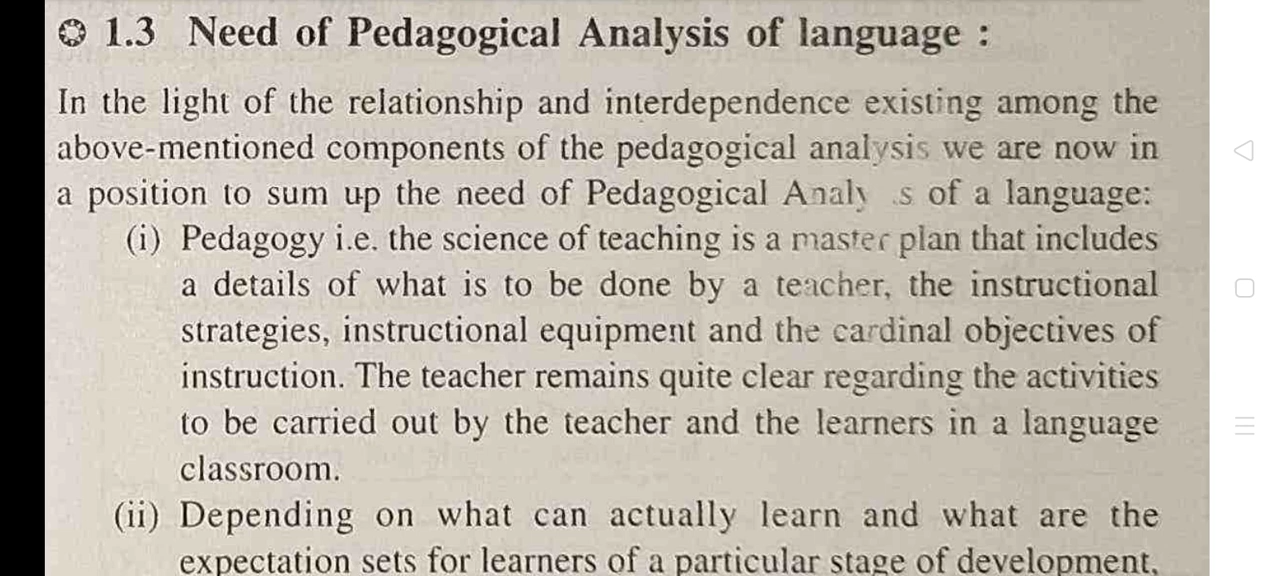 1.3 Need of Pedagogical Analysis of language :
In the light of the relationship and interdependence existing among the
above-mentioned components of the pedagogical analysis we are now in
a position to sum up the need of Pedagogical of a language:
(i) Pedagogy i.e. the science of teaching is a master plan that includes
a details of what is to be done by a teacher, the instructional
strategies, instructional equipment and the cardinal objectives of
instruction. The teacher remains quite clear regarding the activities
to be carried out by the teacher and the learners in a language
classroom.
(ii) Depending on what can actually learn and what are the
expectation sets for learners of a particular stage of development,